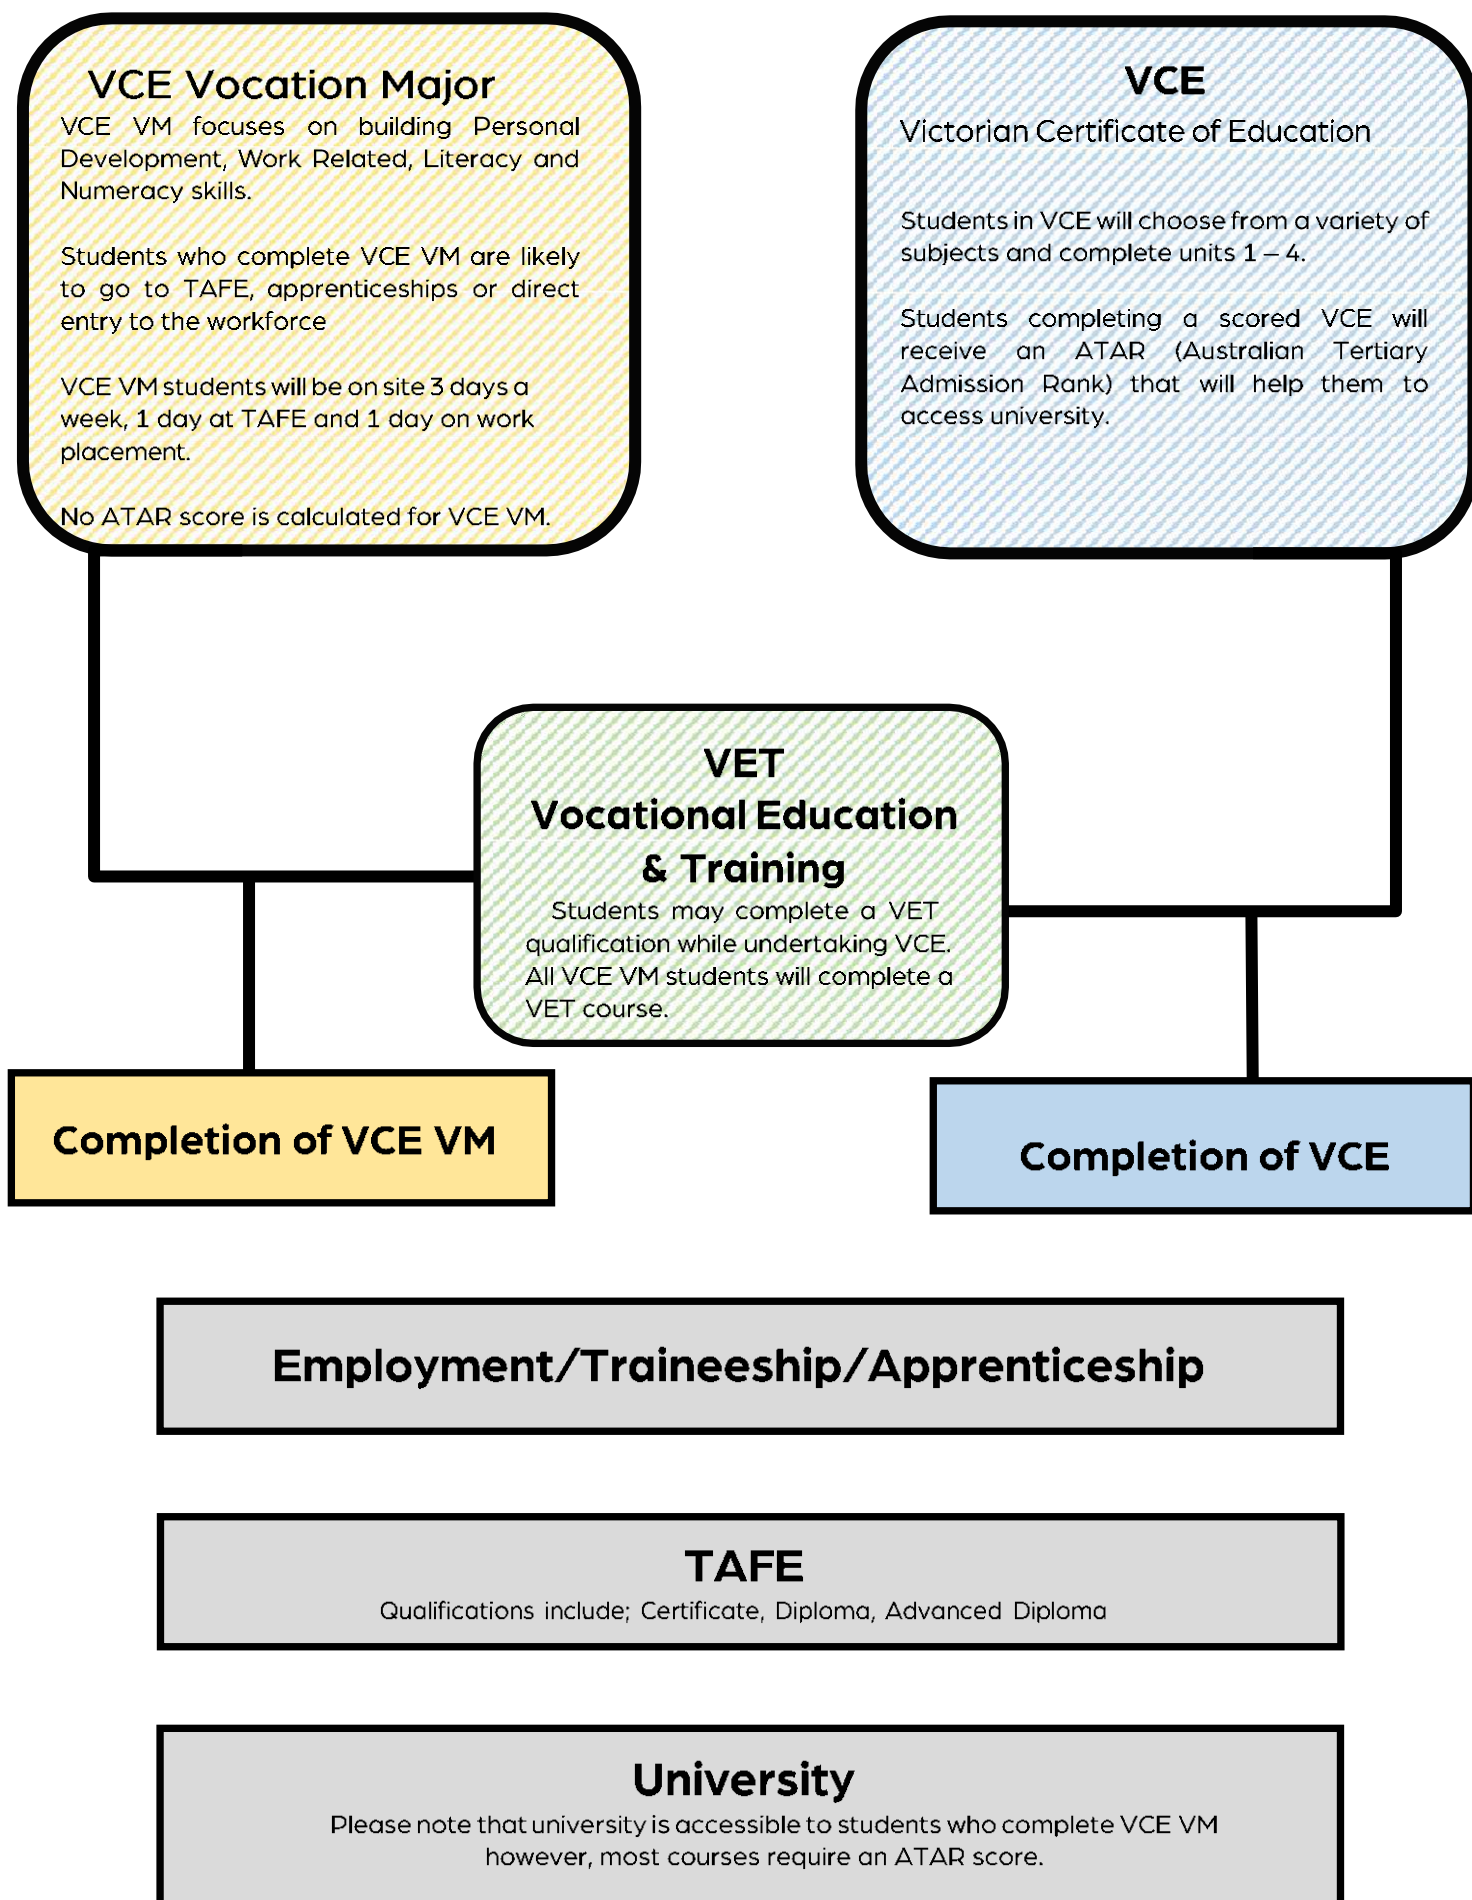 VCE Vocation Major
VCE VM focuses on building Personal
Development, Work Related, Literacy and
Numeracy skills.
Students who complete VCE VM are likely
to go to TAFE, apprenticeships or direct
entry to the workforce
VCE VM students will be on site 3 days a
week, 1 day at TAFE and 1 day on work
placement.
No ATAR score is calculated for VCE VM.
VCE
Victorian Certificate of Education
Students in VCE will choose from a variety of
subjects and complete units 1 – 4.
Students completing a scored VCE will
receive an ATAR (Australian Tertiary
Admission Rank) that will help them to
access university.
VET
Vocational Education
& Training
Students may complete a VET
qualification while undertaking VCE.
All VCE VM students will complete a
VET course.
Completion of VCE VM
Completion of VCE
Employment/Traineeship/Apprenticeship
TAFE
Qualifications include; Certificate, Diploma, Advanced Diploma
University
Please note that university is accessible to students who complete VCE VM
however, most courses require an ATAR score.